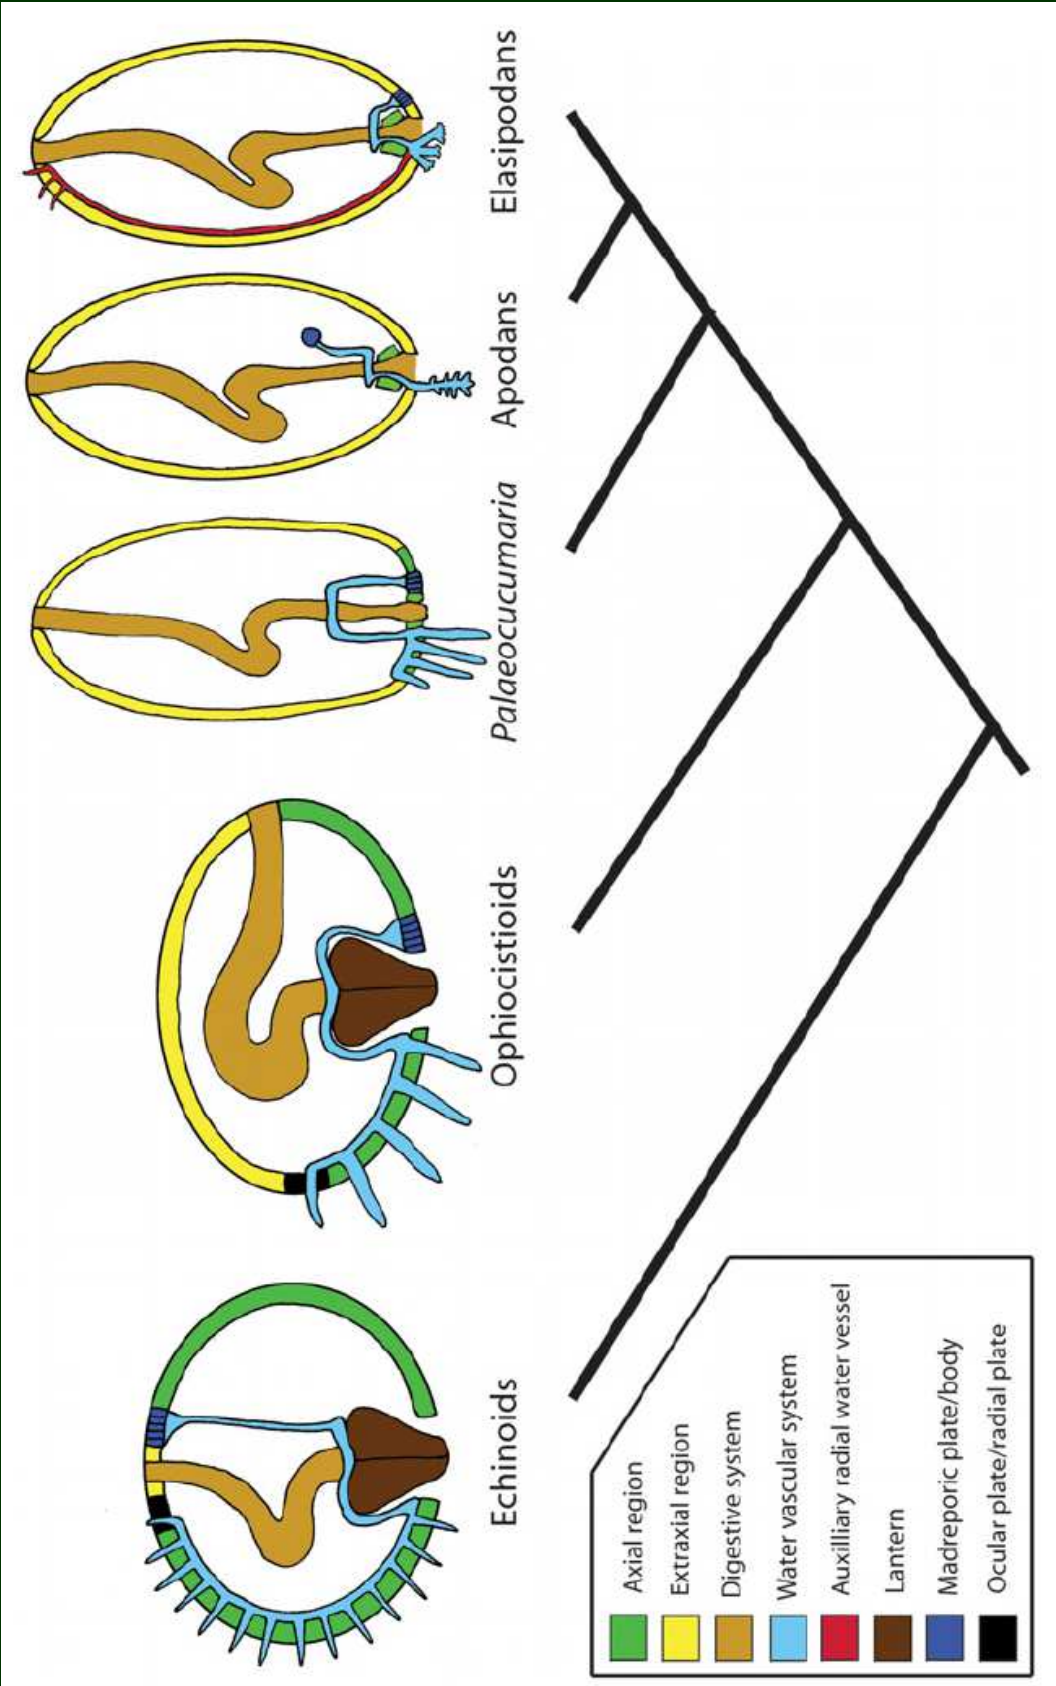 Echinoids
Ophiocistioids
Palaeocucumaria
Apodans
Elasipodans
Axial region
Extraxial region
Digestive system
Water vascular system
Auxilliary radial water vessel
Lantern
Madreporic plate/body
Ocular plate/radial plate